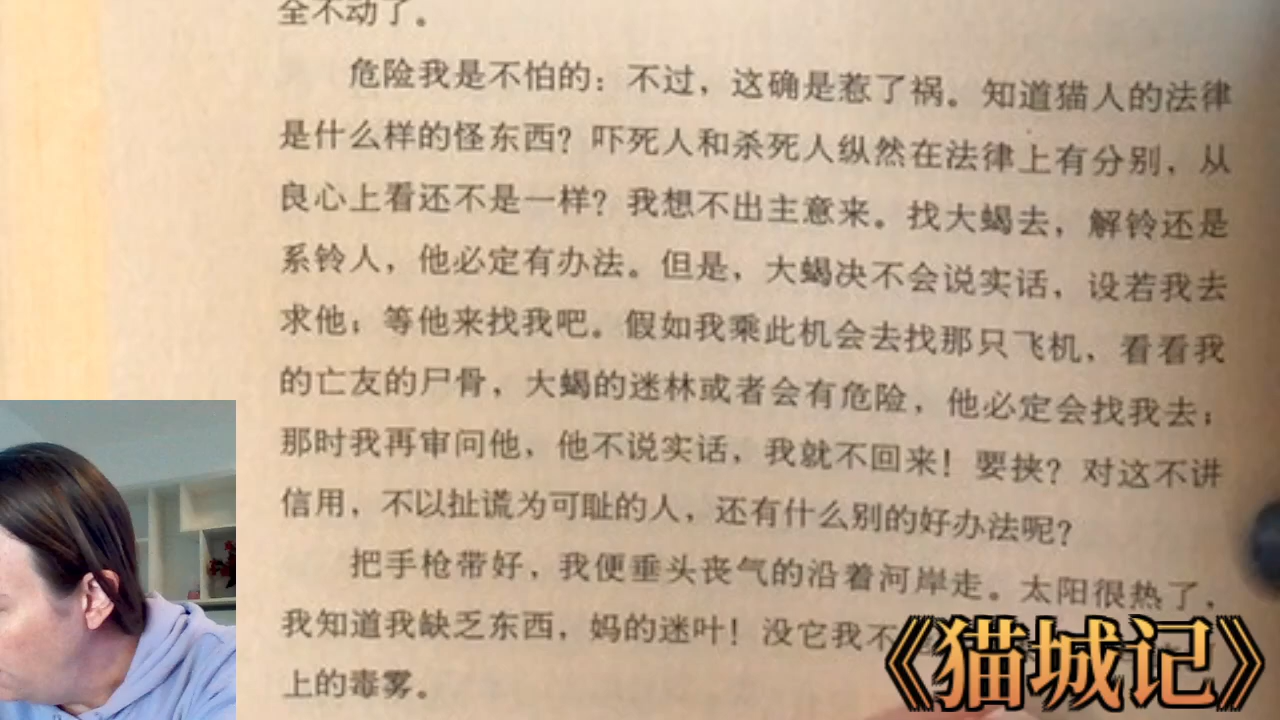 全不动了。
危险我是不怕的：不过，这确是惹了祸。知道猫人的法律
是什么样的怪东西？吓死人和杀死人纵然在法律上有分别，从
良心上看还不是一样？我想不出主意来。找大蝎去，解铃还是
系铃人，他必定有办法。但是，大蝎决不会说实话，设若我去
求他；等他来找我吧。假如我乘此机会去找那只飞机，看看我
的亡友的尸骨，大蝎的迷林或者会有危险，他必定会找我去；
那时我再审问他，他不说实话，我就不回来！要挟？对这不讲
信用，不以扯谎为可耻的人，还有什么别的好办法呢？
把手枪带好，我便垂头丧气的沿着河岸走。太阳很热了，
我知道我缺乏东西，妈的迷叶！没它我不
上的毒雾。
《猫城记》